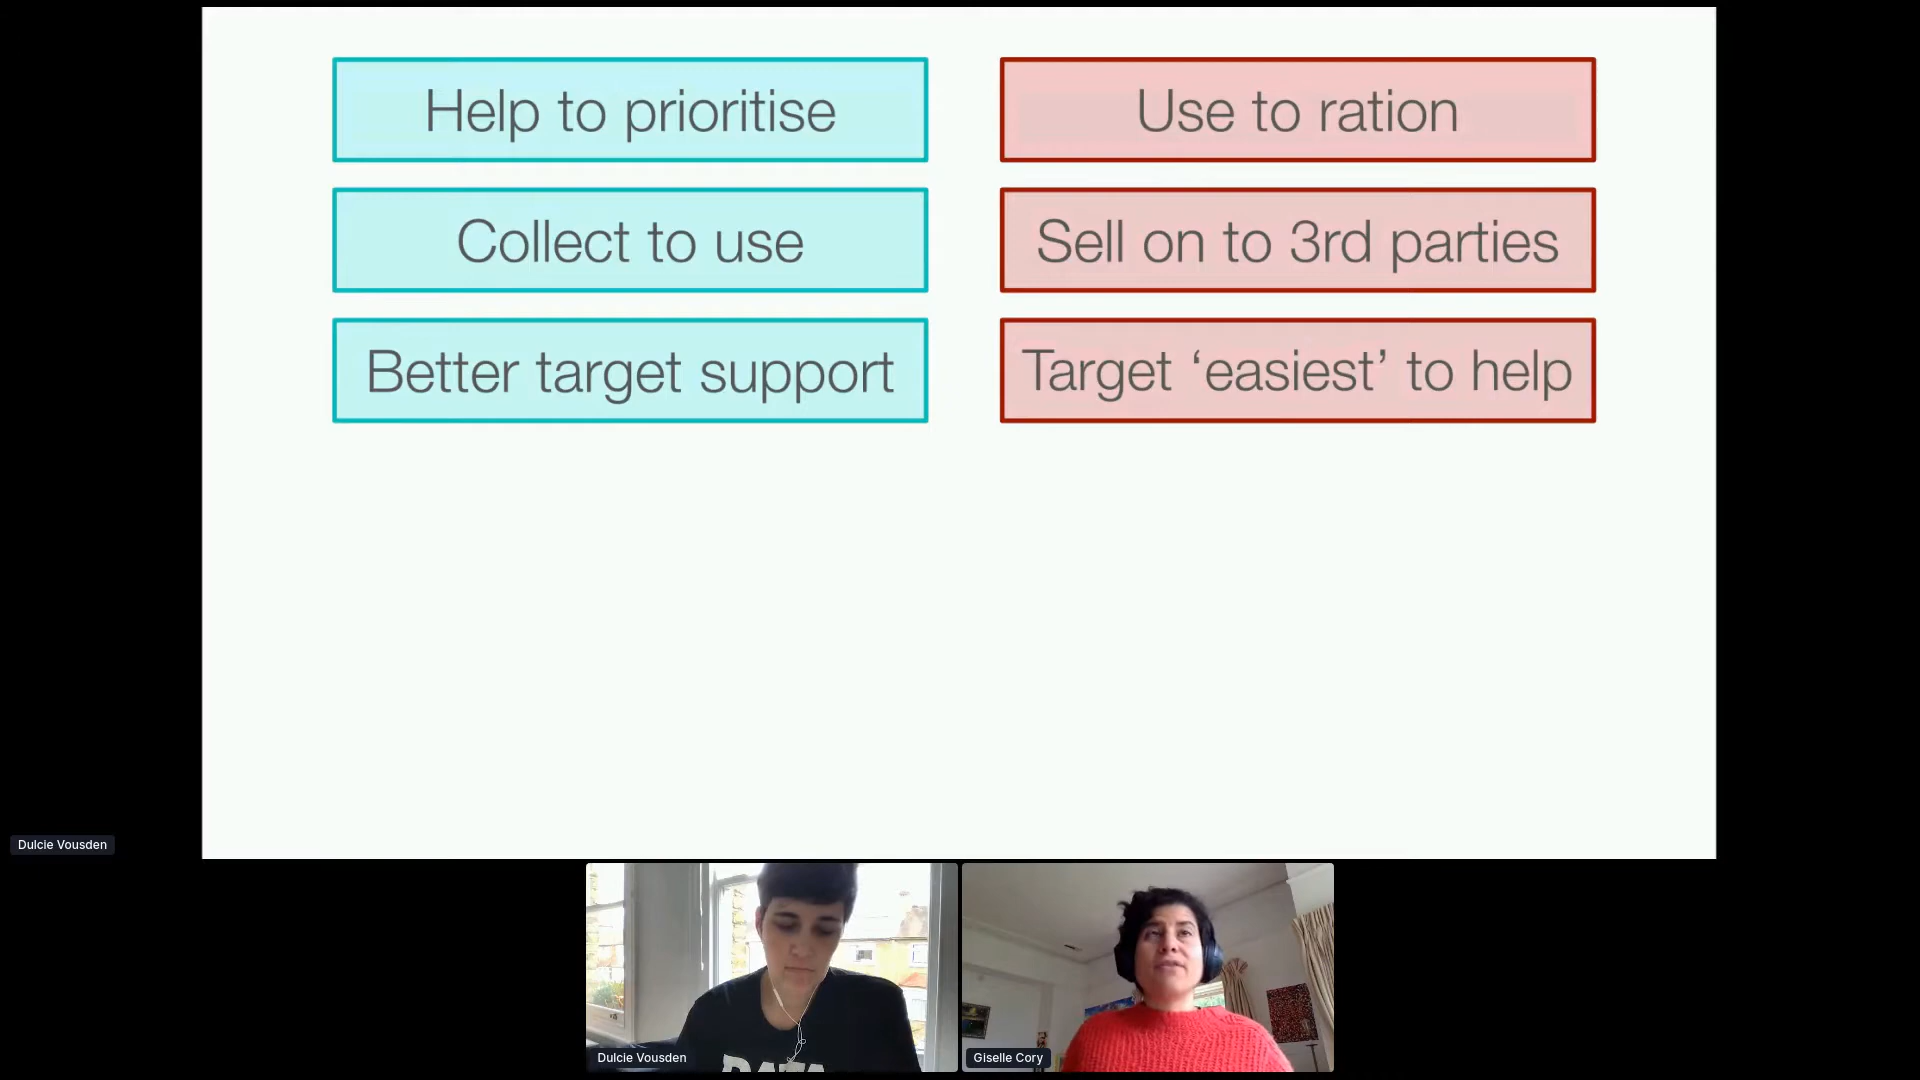 Help to prioritise
Use to ration
Collect to use
Sell on to 3rd parties
Better target support
Target ‘easiest’ to help
Dulcie Vousden
Dulcie Vousden
Giselle Cory
DATA